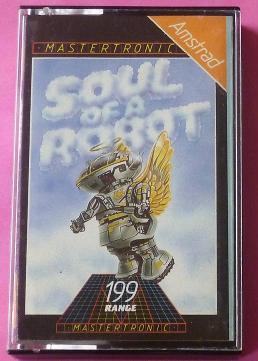 MASTERTRONIC
Amstrad
SOUL
OF A
ROBOT
199
RANGE
MASTERTRONIC